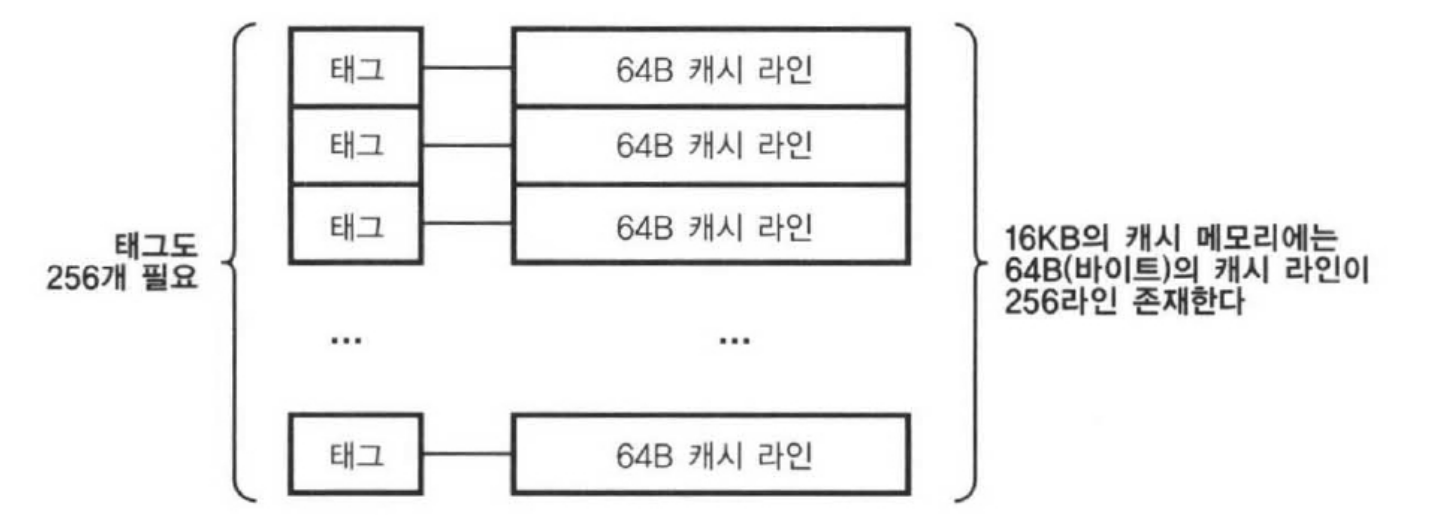 태그
64B 캐시 라인
태그
64B 캐시 라인
태그
64B 캐시 라인
태그도
256개 필요
16KB의 캐시 메모리에는
64B(바이트)의 캐시 라인이
256라인 존재한다
...
...
태그
64B 캐시 라인